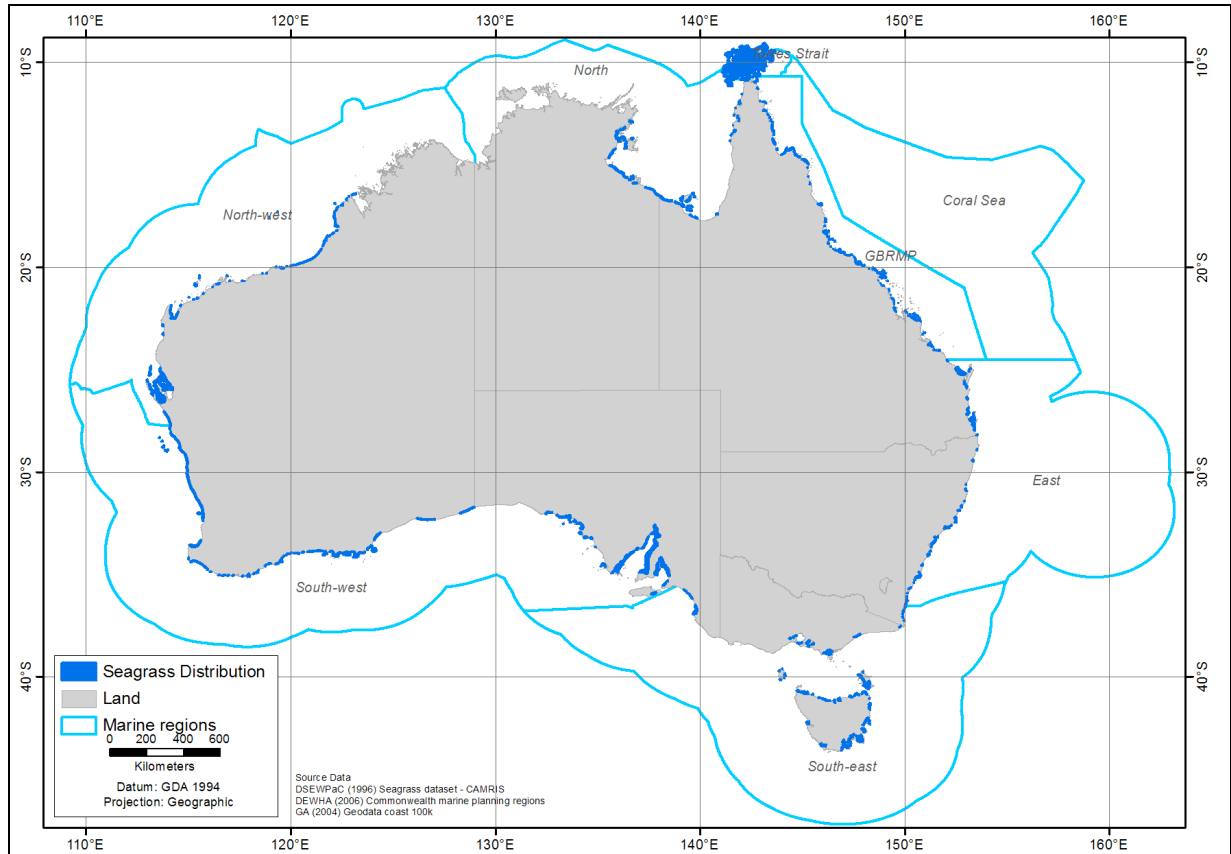 110°E 120°E 130°E 140°E 150°E 160°E
10°S
10°S
North
Torres Strait
North-west
Coral Sea
GBRMP
20°S
20°S
30°S
30°S
East
South-west
40°S
40°S
South-east
Seagrass Distribution
Land
Marine regions
0 200 400 600
Kilometers
Datum: GDA 1994
Projection: Geographic
Source Data
DSEWPaC (1996) Seagrass dataset - CAMRIS
DEWHA (2006) Commonwealth marine planning regions
GA (2004) Geodata coast 100k
110°E 120°E 130°E 140°E 150°E 160°E